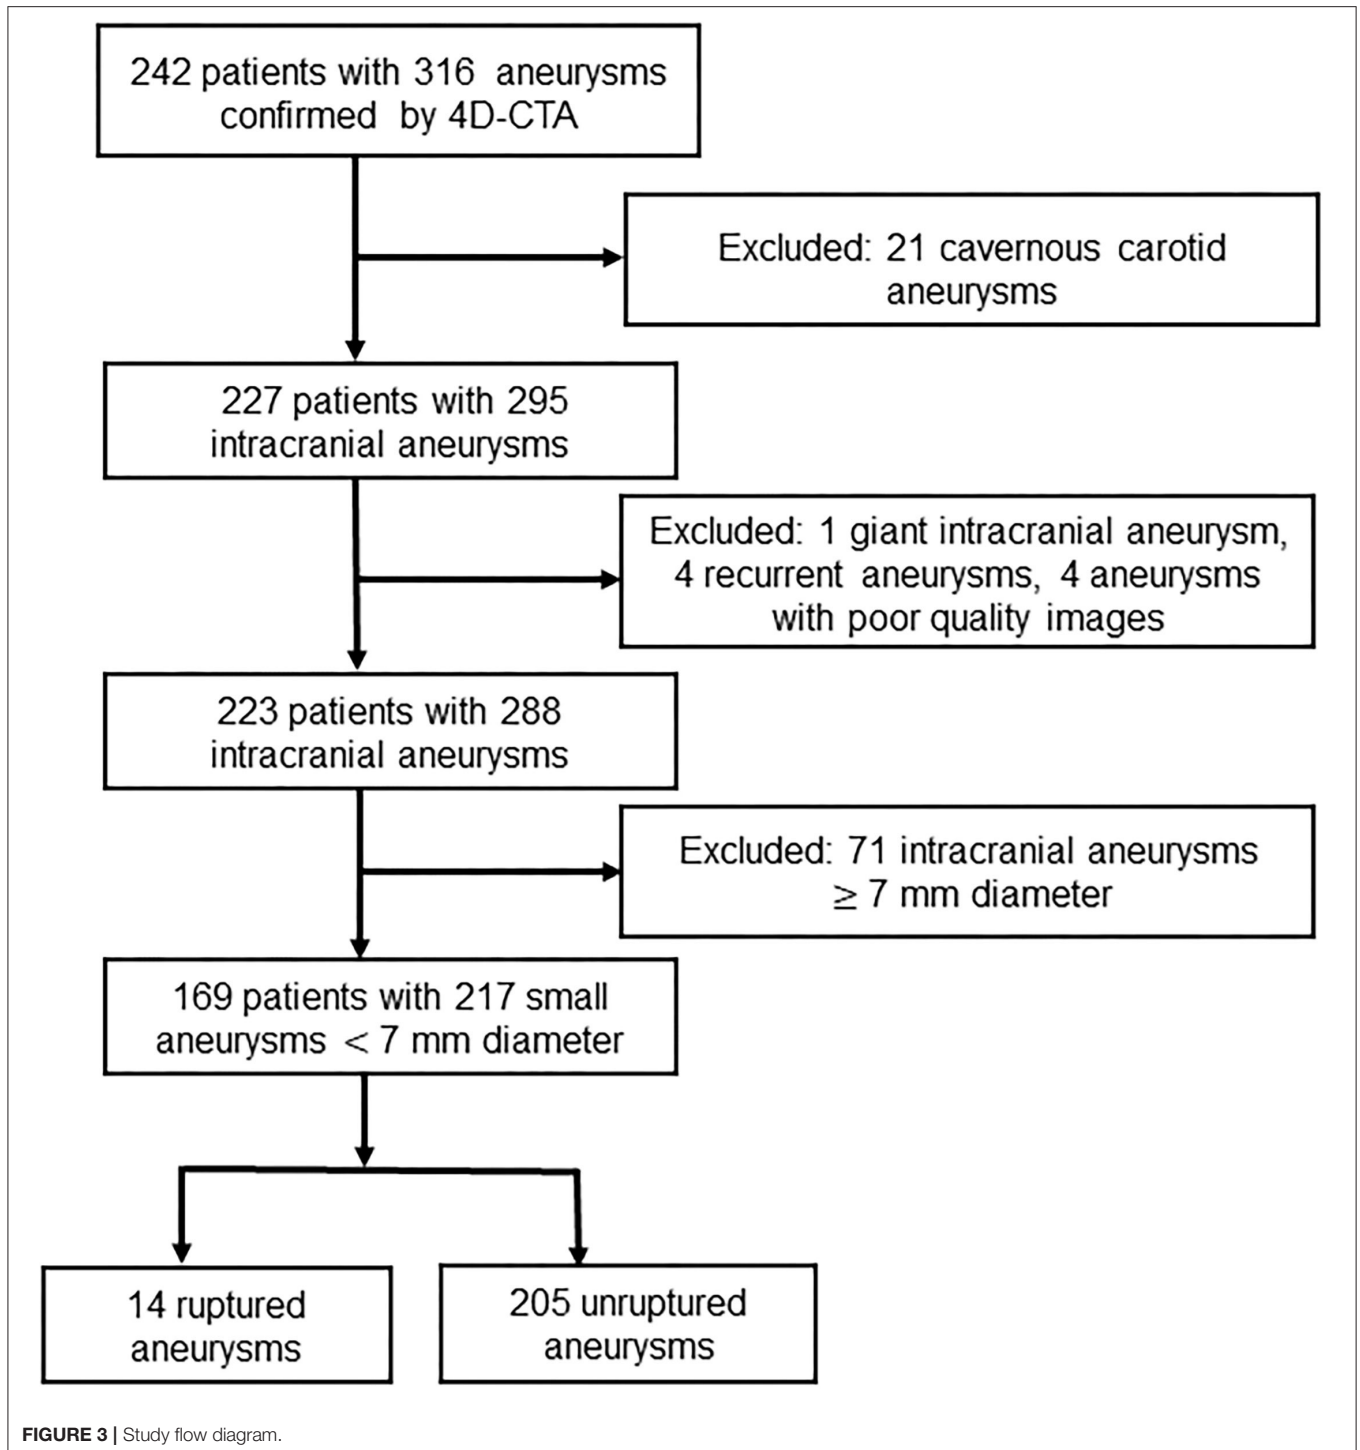 242 patients with 316 aneurysms
confirmed by 4D-CTA
Excluded: 21 cavernous carotid
aneurysms
227 patients with 295
intracranial aneurysms
Excluded: 1 giant intracranial aneurysm,
4 recurrent aneurysms, 4 aneurysms
with poor quality images
223 patients with 288
intracranial aneurysms
Excluded: 71 intracranial aneurysms
≥ 7 mm diameter
169 patients with 217 small
aneurysms < 7 mm diameter
14 ruptured
aneurysms
205 unruptured
aneurysms
FIGURE 3 | Study flow diagram.